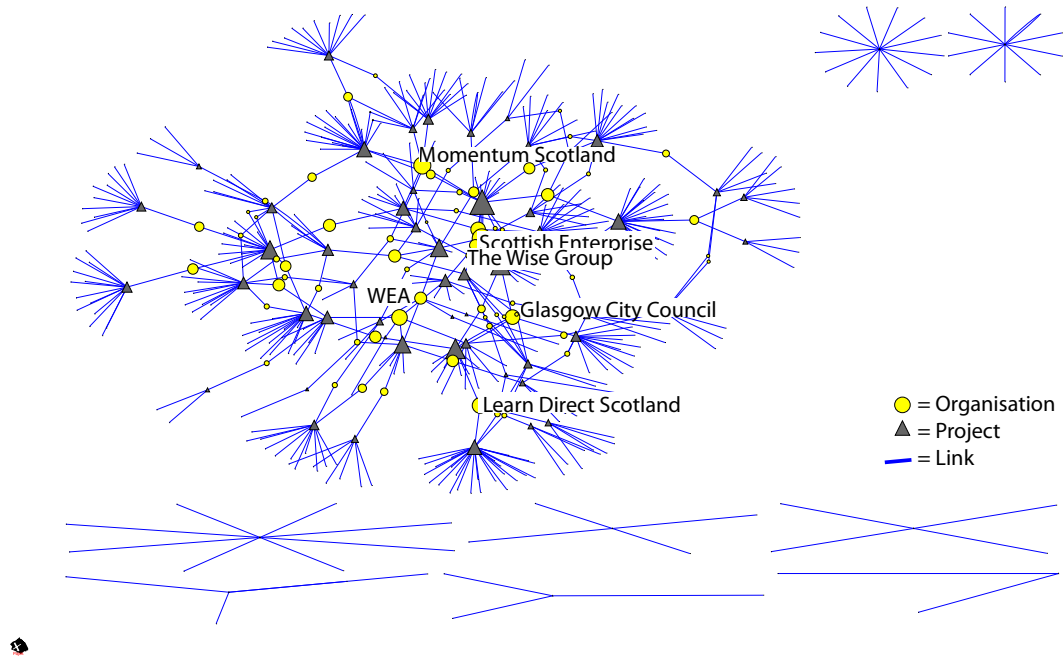 Momentum Scotland
Scottish Enterprise
The Wise Group
WEA
Glasgow City Council
Learn Direct Scotland
= Organisation
= Project
= Link